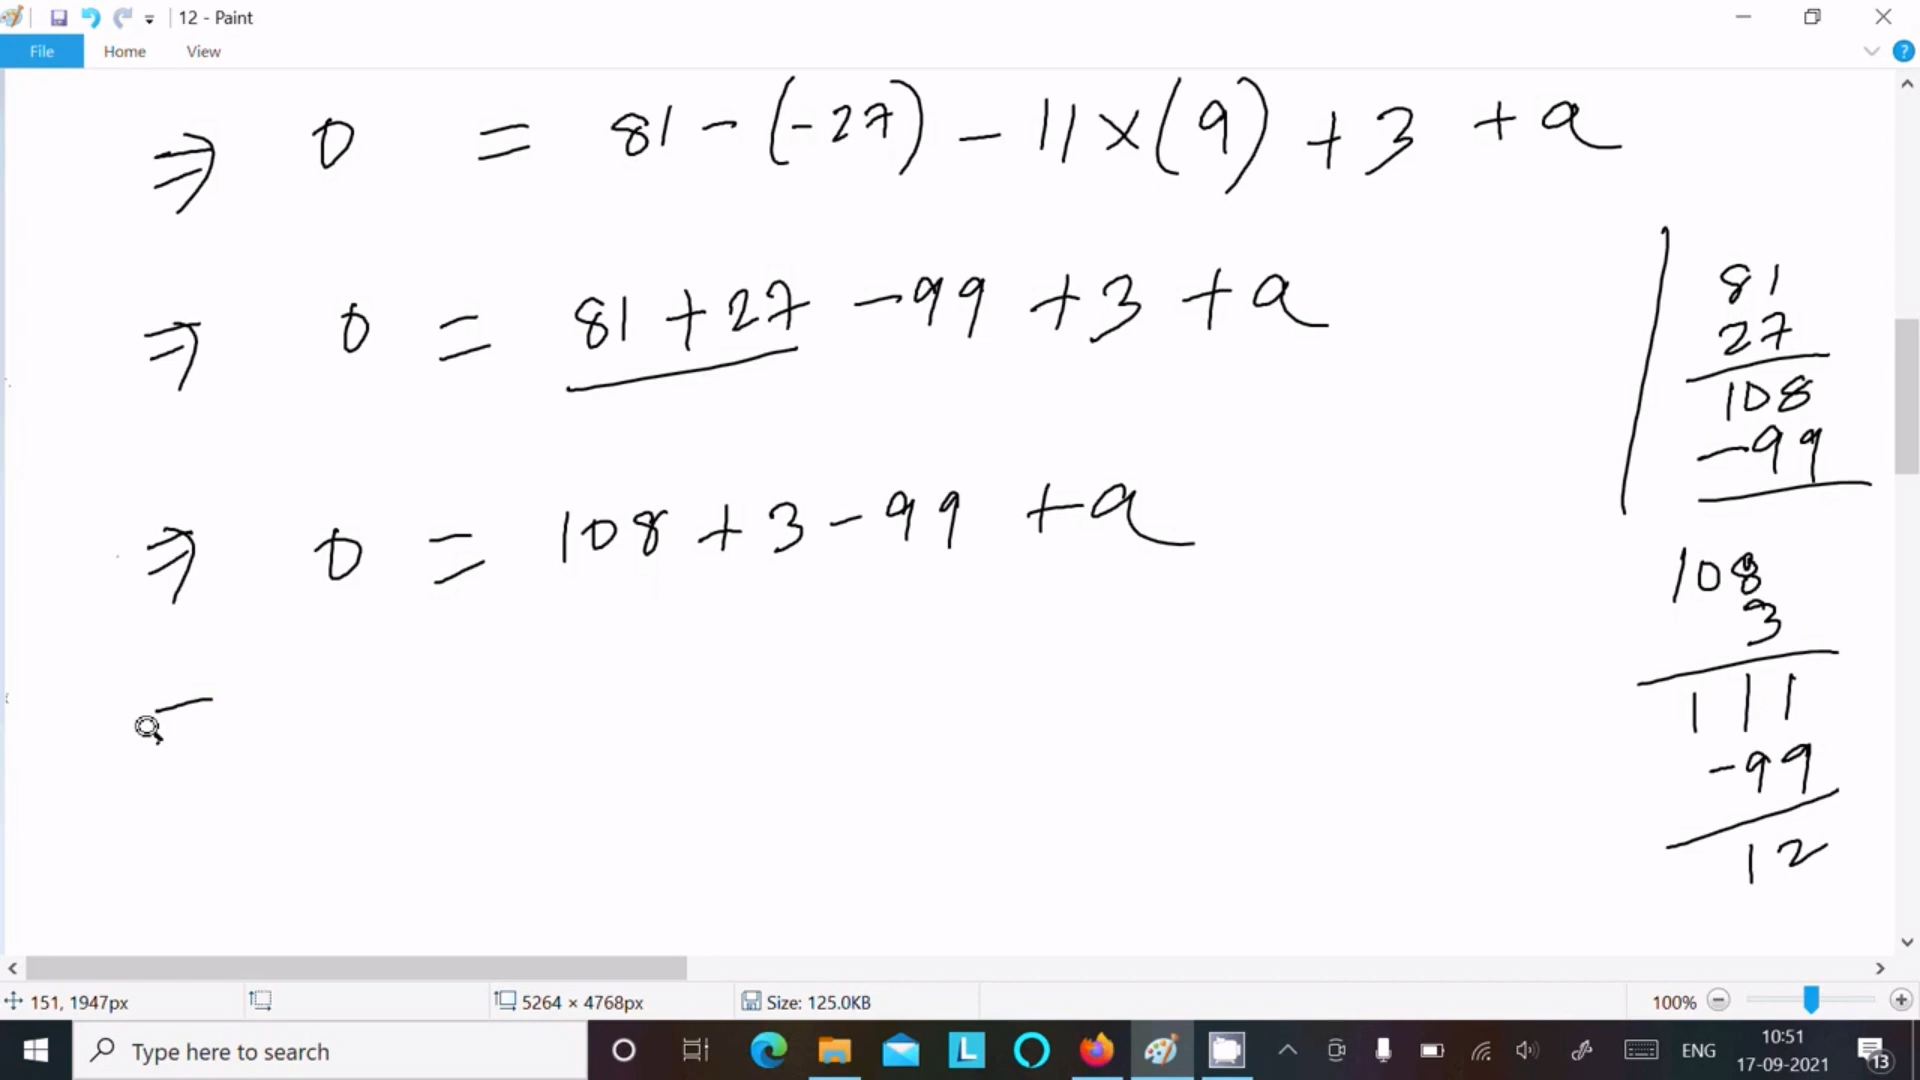 12 - Paint
File Home View
⇒ 0 = 81 - (-27) - 11 × (9) + 3 + a
⇒ 0 = 81 + 27 - 99 + 3 + a
⇒ 0 = 108 + 3 - 99 + a
81
27
108
-99
108
3
111
-99
12
151, 1947px 5264 × 4768px Size: 125.0KB 100%
Type here to search
ENG
10:51
17-09-2021
13